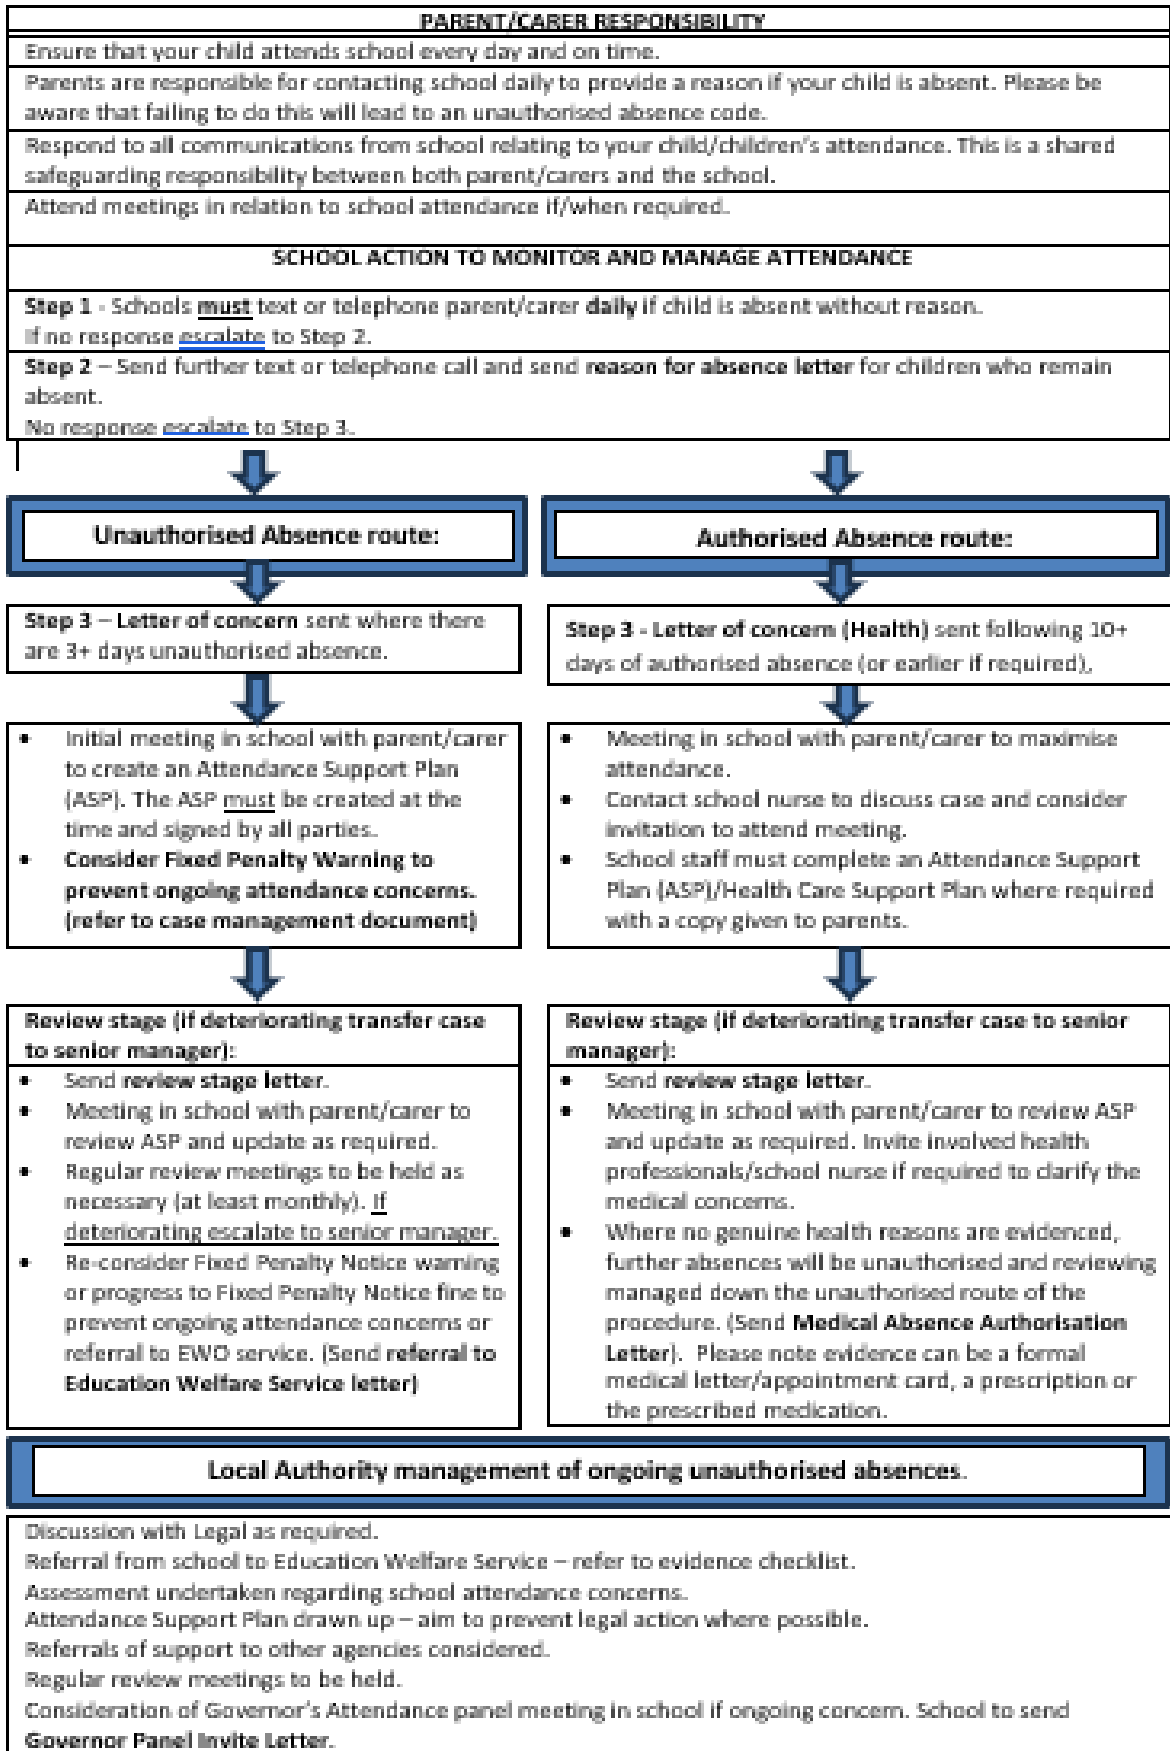 PARENT/CARER RESPONSIBILITY
Ensure that your child attends school every day and on time.
Parents are responsible for contacting school daily to provide a reason if your child is absent. Please be
aware that failing to do this will lead to an unauthorised absence code.
Respond to all communications from school relating to your child/children's attendance. This is a shared
safeguarding responsibility between both parent/carers and the school.
Attend meetings in relation to school attendance if/when required.
SCHOOL ACTION TO MONITOR AND MANAGE ATTENDANCE
Step 1 - Schools must text or telephone parent/carer daily if child is absent without reason.
If no response escalate to Step 2.
Step 2 – Send further text or telephone call and send reason for absence letter for children who remain
absent.
No response escalate to Step 3.
Unauthorised Absence route:
Step 3 – Letter of concern sent where there
are 3+ days unauthorised absence.
• Initial meeting in school with parent/carer
to create an Attendance Support Plan
(ASP). The ASP must be created at the
time and signed by all parties.
• Consider Fixed Penalty Warning to
prevent ongoing attendance concerns.
(refer to case management document)
Review stage (if deteriorating transfer case
to senior manager):
• Send review stage letter.
• Meeting in school with parent/carer to
review ASP and update as required.
• Regular review meetings to be held as
necessary (at least monthly). If
deteriorating escalate to senior manager.
• Re-consider Fixed Penalty Notice warning
or progress to Fixed Penalty Notice fine to
prevent ongoing attendance concerns or
referral to EWO service. (Send referral to
Education Welfare Service letter)
Authorised Absence route:
Step 3 - Letter of concern (Health) sent following 10+
days of authorised absence (or earlier if required),
• Meeting in school with parent/carer to maximise
attendance.
• Contact school nurse to discuss case and consider
invitation to attend meeting.
• School staff must complete an Attendance Support
Plan (ASP)/Health Care Support Plan where required
with a copy given to parents.
Review stage (if deteriorating transfer case to senior
manager):
• Send review stage letter.
• Meeting in school with parent/carer to review ASP
and update as required. Invite involved health
professionals/school nurse if required to clarify the
medical concerns.
• Where no genuine health reasons are evidenced,
further absences will be unauthorised and reviewing
managed down the unauthorised route of the
procedure. (Send Medical Absence Authorisation
Letter). Please note evidence can be a formal
medical letter/appointment card, a prescription or
the prescribed medication.
Local Authority management of ongoing unauthorised absences.
Discussion with Legal as required.
Referral from school to Education Welfare Service – refer to evidence checklist.
Assessment undertaken regarding school attendance concerns.
Attendance Support Plan drawn up – aim to prevent legal action where possible.
Referrals of support to other agencies considered.
Regular review meetings to be held.
Consideration of Governor's Attendance panel meeting in school if ongoing concern. School to send
Governor Panel Invite Letter.